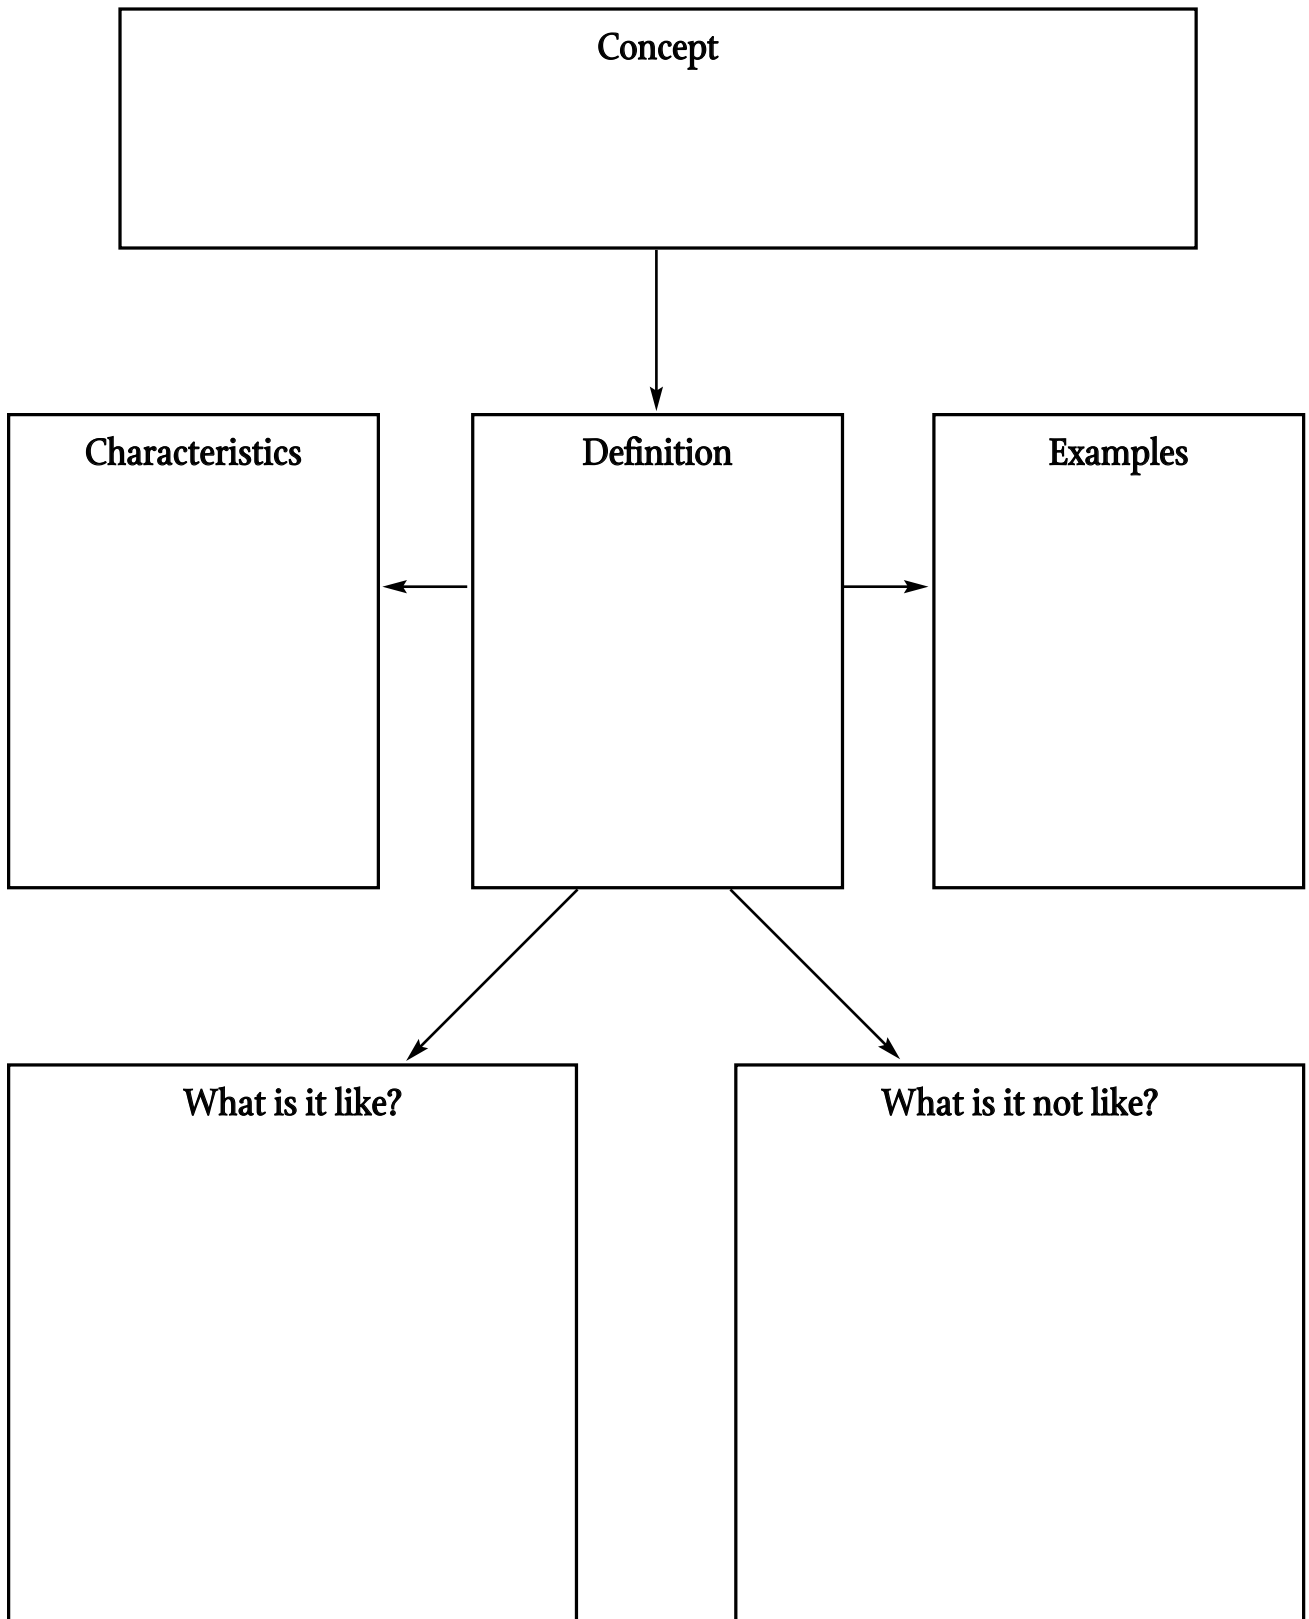 Concept
Characteristics
Definition
Examples
What is it like?
What is it not like?